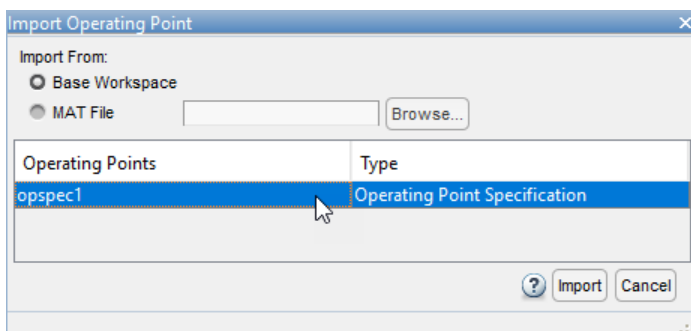 Import Operating Point
Import From:
Base Workspace
MAT File Browse...
Operating Points Type
opspec1 Operating Point Specification
? Import Cancel